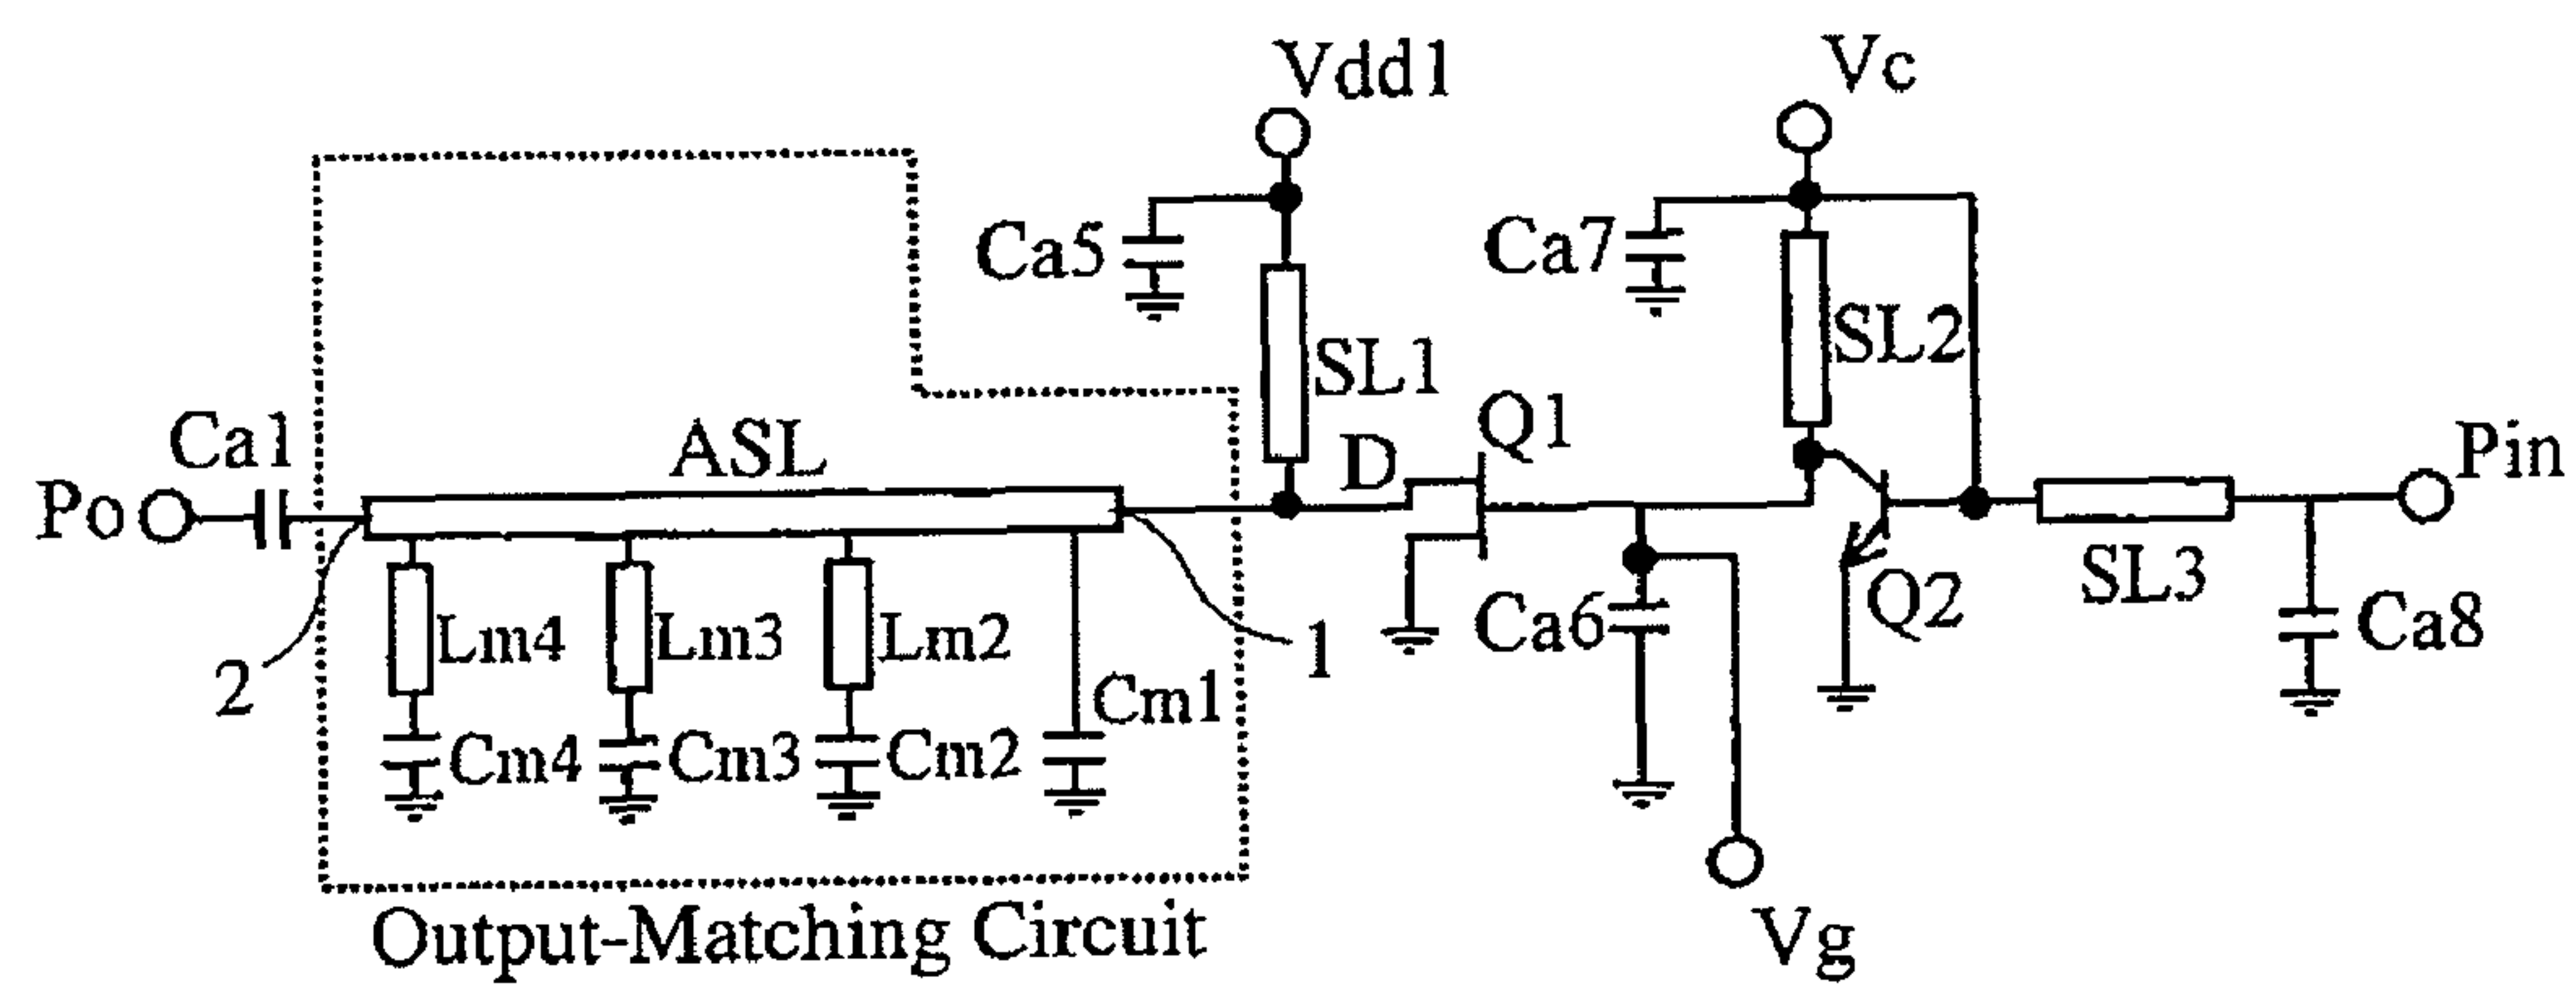 Vdd1
Vc
Ca5
Ca7
SL1
SL2
Ca1
ASL
D
Q1
Pin
Po
Lm4
Lm3
Lm2
1
Ca6
Q2
SL3
Ca8
2
Cm1
Cm4
Cm3
Cm2
Output-Matching Circuit
Vg